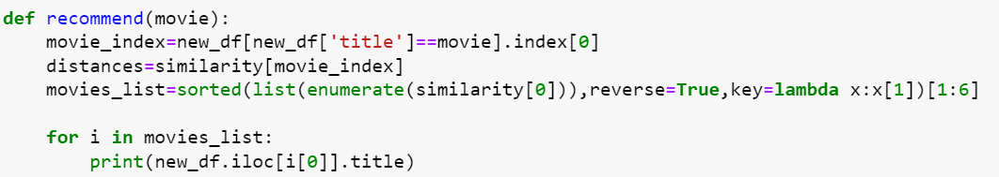 def recommend(movie):
    movie_index=new_df[new_df['title']==movie].index[0]
    distances=similarity[movie_index]
    movies_list=sorted(list(enumerate(similarity[0])),reverse=True,key=lambda x:x[1])[1:6]
    for i in movies_list:
        print(new_df.iloc[i[0]].title)